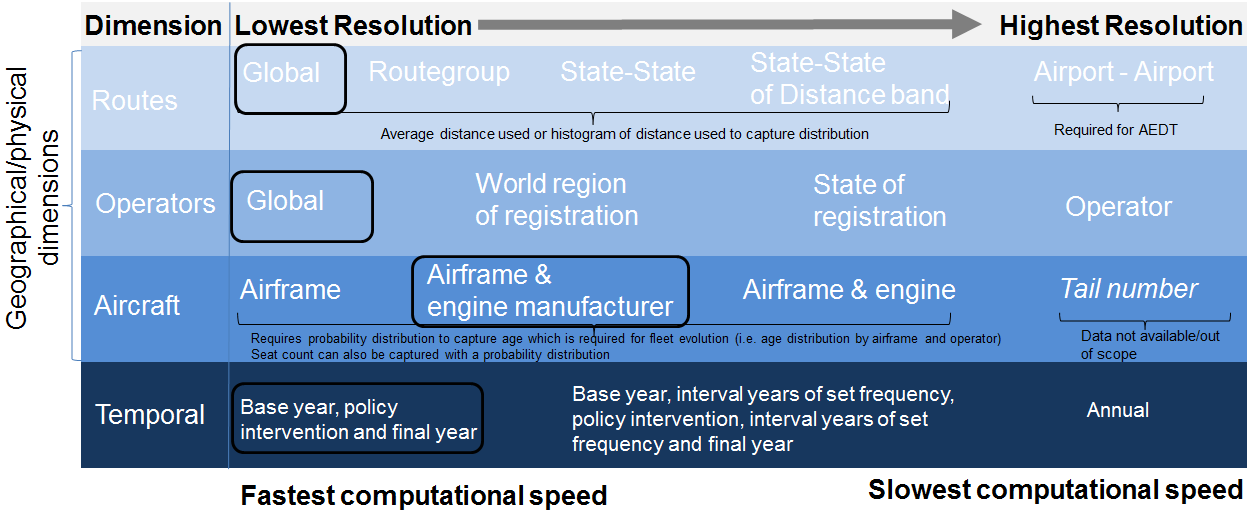 Dimension
Lowest Resolution
Highest Resolution
Geographical/physical
dimensions
Routes
Global
Routegroup
State-State
State-State
of Distance band
Airport - Airport
Average distance used or histogram of distance used to capture distribution
Required for AEDT
Operators
Global
World region
of registration
State of
registration
Operator
Aircraft
Airframe
Airframe &
engine manufacturer
Airframe & engine
Tail number
Requires probability distribution to capture age which is required for fleet evolution (i.e. age distribution by airframe and operator)
Seat count can also be captured with a probability distribution
Data not available/out
of scope
Temporal
Base year, policy
intervention and final year
Base year, interval years of set frequency,
policy intervention, interval years of set
frequency and final year
Annual
Fastest computational speed
Slowest computational speed